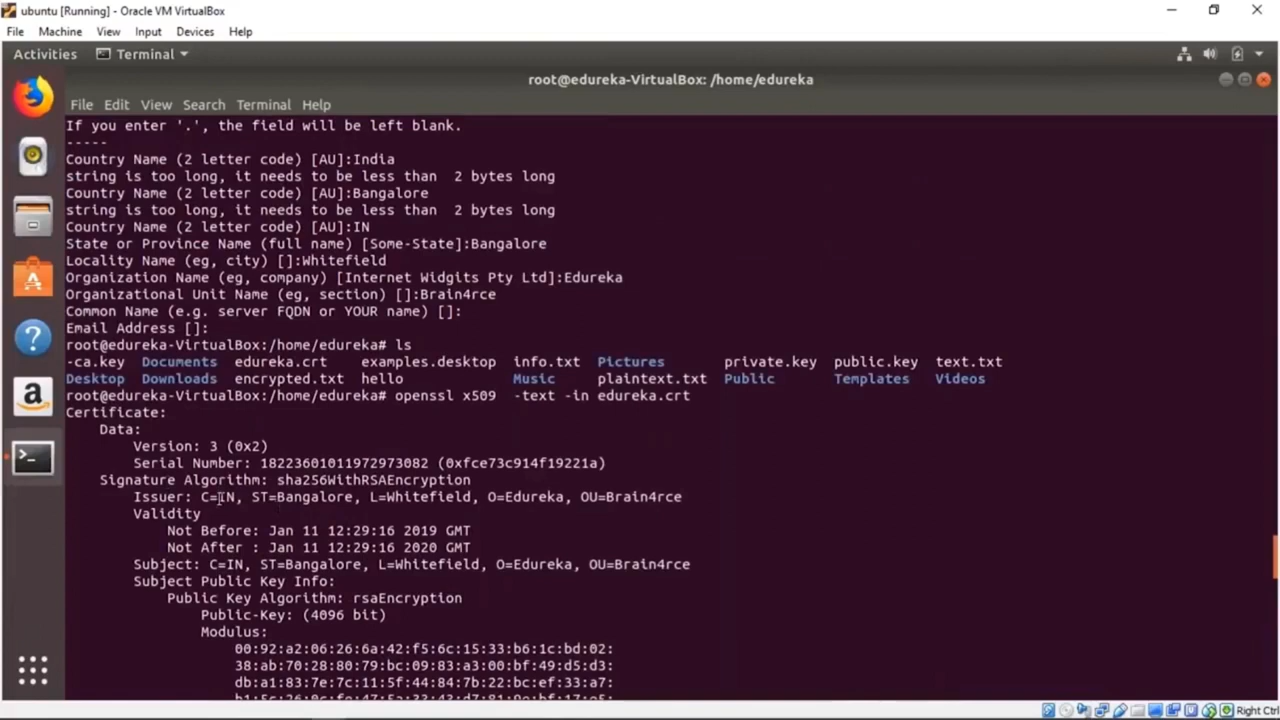 ubuntu [Running] - Oracle VM VirtualBox
File Machine View Input Devices Help
Activities Terminal
root@edureka-VirtualBox: /home/edureka
File Edit View Search Terminal Help
If you enter '.', the field will be left blank.
-----
Country Name (2 letter code) [AU]:India
string is too long, it needs to be less than  2 bytes long
Country Name (2 letter code) [AU]:Bangalore
string is too long, it needs to be less than  2 bytes long
Country Name (2 letter code) [AU]:IN
State or Province Name (full name) [Some-State]:Bangalore
Locality Name (eg, city) []:Whitefield
Organization Name (eg, company) [Internet Widgits Pty Ltd]:Edureka
Organizational Unit Name (eg, section) []:Brain4rce
Common Name (e.g. server FQDN or YOUR name) []:
Email Address []:
root@edureka-VirtualBox:/home/edureka# ls
-ca.key Documents edureka.crt examples.desktop info.txt Pictures private.key public.key text.txt
Desktop Downloads encrypted.txt hello Music plaintext.txt Public Templates Videos
root@edureka-VirtualBox:/home/edureka# openssl x509  -text -in edureka.crt
Certificate:
Data:
Version: 3 (0x2)
Serial Number: 18223601011972973082 (0xfce73c914f19221a)
Signature Algorithm: sha256WithRSAEncryption
Issuer: C=IN, ST=Bangalore, L=Whitefield, O=Edureka, OU=Brain4rce
Validity
Not Before: Jan 11 12:29:16 2019 GMT
Not After : Jan 11 12:29:16 2020 GMT
Subject: C=IN, ST=Bangalore, L=Whitefield, O=Edureka, OU=Brain4rce
Subject Public Key Info:
Public Key Algorithm: rsaEncryption
Public-Key: (4096 bit)
Modulus:
00:92:a2:06:26:6a:42:f5:6c:15:33:b6:1c:bd:02:
38:ab:70:28:80:79:bc:09:83:a3:00:bf:49:d5:d3:
db:a1:83:7e:7c:11:5f:44:84:7b:22:bc:ef:33:a7:
Right Ctrl